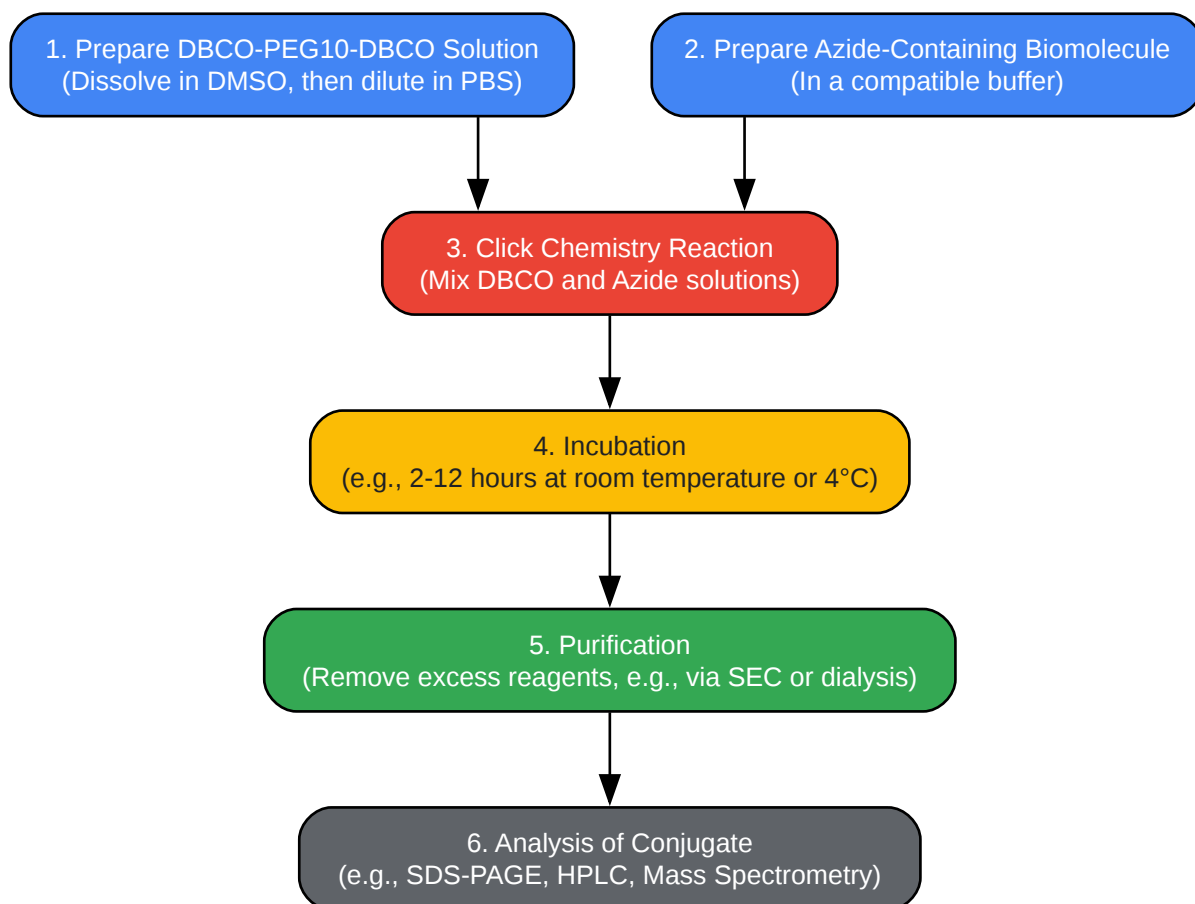 1. Prepare DBCO-PEG10-DBCO Solution
(Dissolve in DMSO, then dilute in PBS)
2. Prepare Azide-Containing Biomolecule
(In a compatible buffer)
3. Click Chemistry Reaction
(Mix DBCO and Azide solutions)
4. Incubation
(e.g., 2-12 hours at room temperature or 4°C)
5. Purification
(Remove excess reagents, e.g., via SEC or dialysis)
6. Analysis of Conjugate
(e.g., SDS-PAGE, HPLC, Mass Spectrometry)